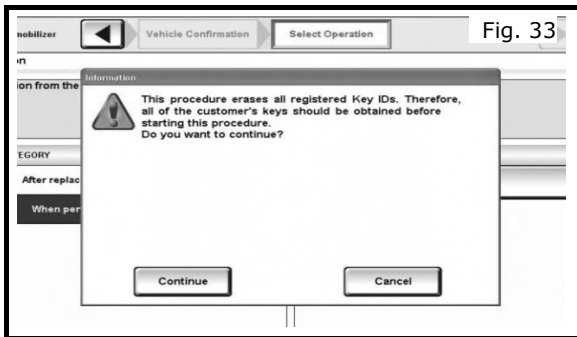 nobilizer
Vehicle Confirmation
Select Operation
Fig. 33
on
ion from the
Information
This procedure erases all registered Key IDs. Therefore,
all of the customer's keys should be obtained before
starting this procedure.
Do you want to continue?
EGORY
After replac
When per
Continue
Cancel